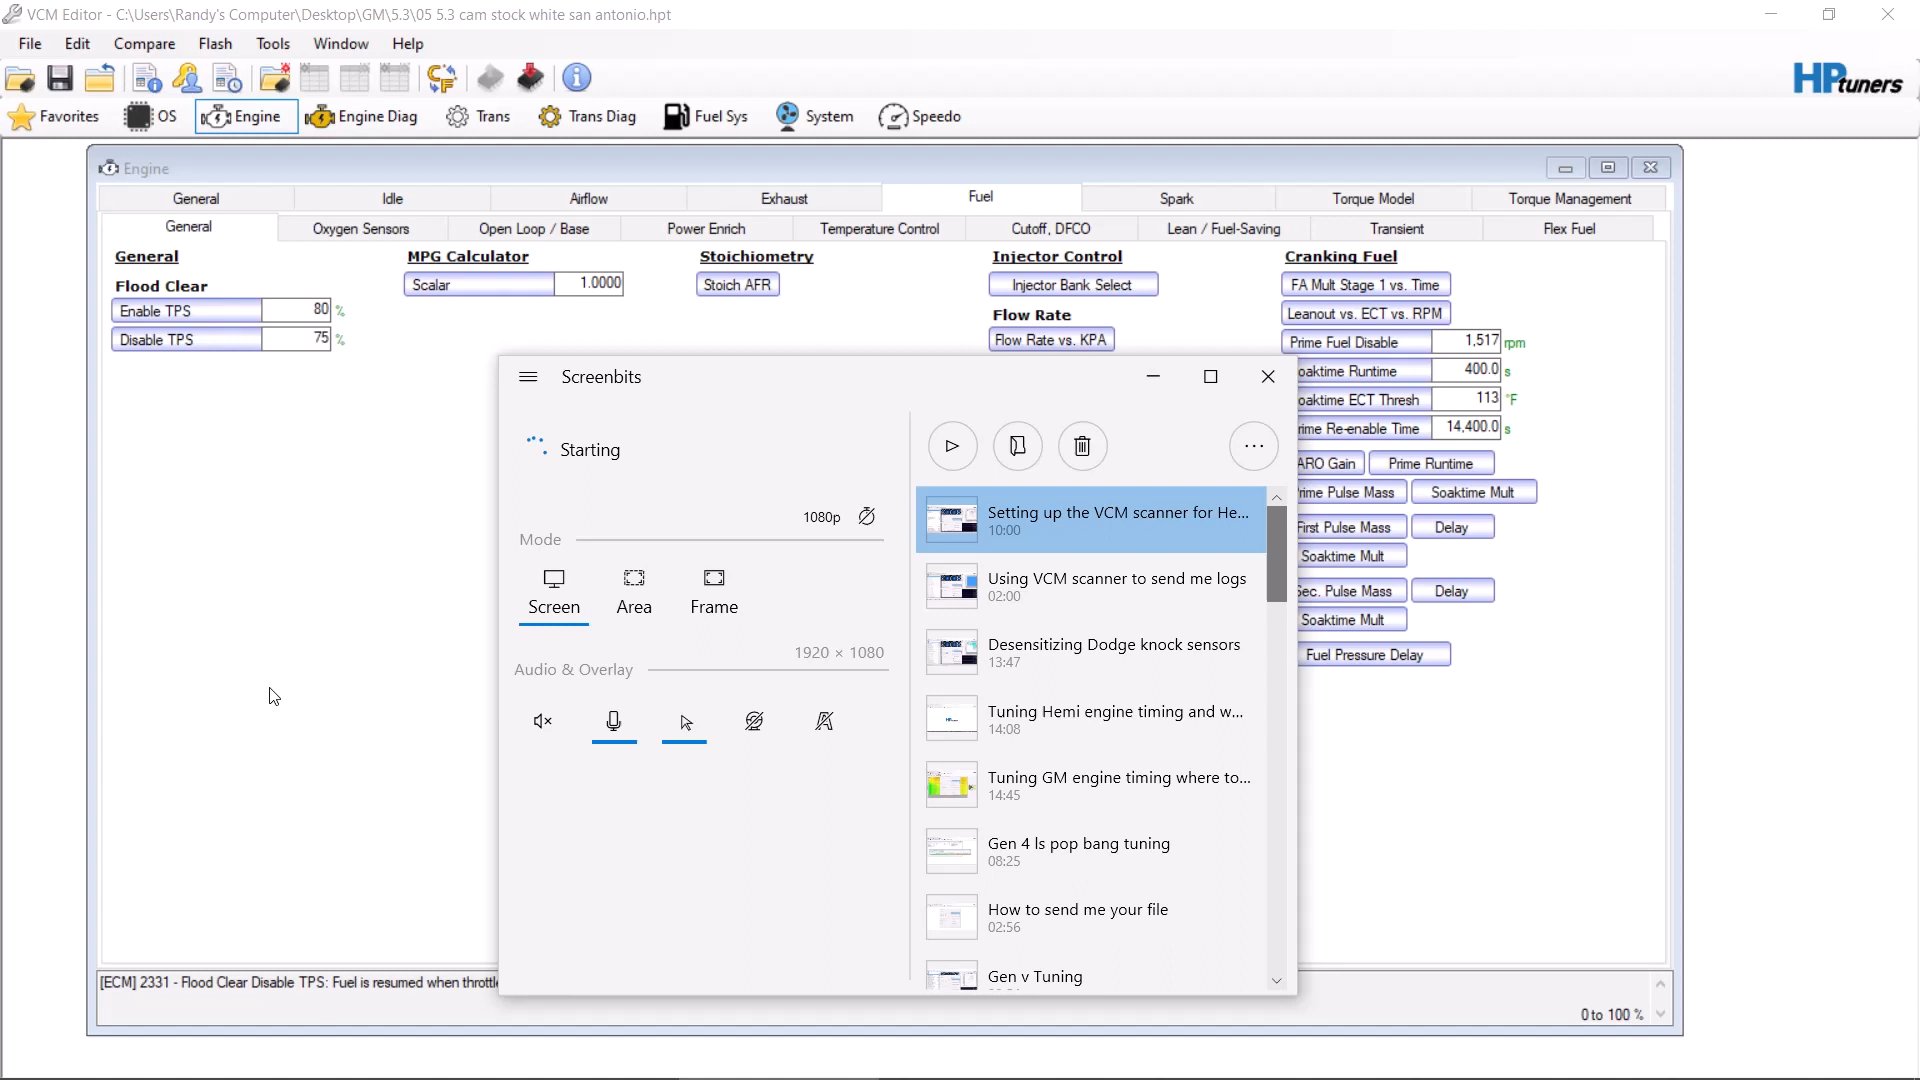 VCM Editor - C:\Users\Randy's Computer\Desktop\GM\5.3\05 5.3 cam stock white san antonio.hpt
File Edit Compare Flash Tools Window Help
HPtuners
Favorites OS Engine Engine Diag Trans Trans Diag Fuel Sys System Speedo
Engine
General Idle Airflow Exhaust Fuel Spark Torque Model Torque Management
General Oxygen Sensors Open Loop / Base Power Enrich Temperature Control Cutoff, DFCO Lean / Fuel-Saving Transient Flex Fuel
General
Flood Clear
Enable TPS 80 %
Disable TPS 75 %
MPG Calculator
Scalar 1.0000
Stoichiometry
Stoich AFR
Injector Control
Injector Bank Select
Flow Rate
Flow Rate vs. KPA
Cranking Fuel
FA Mult Stage 1 vs. Time
Leanout vs. ECT vs. RPM
Prime Fuel Disable 1,517 rpm
oaktime Runtime 400.0 s
oaktime ECT Thresh 113 °F
rime Re-enable Time 14,400.0 s
ARO Gain Prime Runtime
rime Pulse Mass Soaktime Mult
First Pulse Mass Delay
Soaktime Mult
Sec. Pulse Mass Delay
Soaktime Mult
Fuel Pressure Delay
Screenbits
Starting
1080p
Mode
Screen Area Frame
1920 × 1080
Audio & Overlay
Setting up the VCM scanner for He...
10:00
Using VCM scanner to send me logs
02:00
Desensitizing Dodge knock sensors
13:47
Tuning Hemi engine timing and w...
14:08
Tuning GM engine timing where to...
14:45
Gen 4 ls pop bang tuning
08:25
How to send me your file
02:56
Gen v Tuning
[ECM] 2331 - Flood Clear Disable TPS: Fuel is resumed when throttle
0 to 100 %